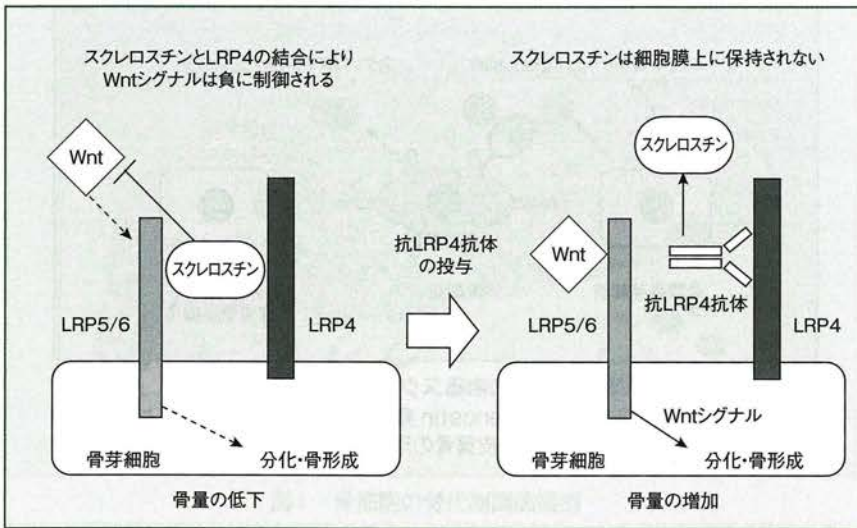 スクレロスチンとLRP4の結合により
Wntシグナルは負に制御される
スクレロスチンは細胞膜上に保持されない
Wnt
スクレロスチン
LRP5/6
LRP4
骨芽細胞
分化・骨形成
骨量の低下
抗LRP4抗体
の投与
スクレロスチン
Wnt
抗LRP4抗体
LRP5/6
LRP4
Wntシグナル
骨芽細胞
分化・骨形成
骨量の増加